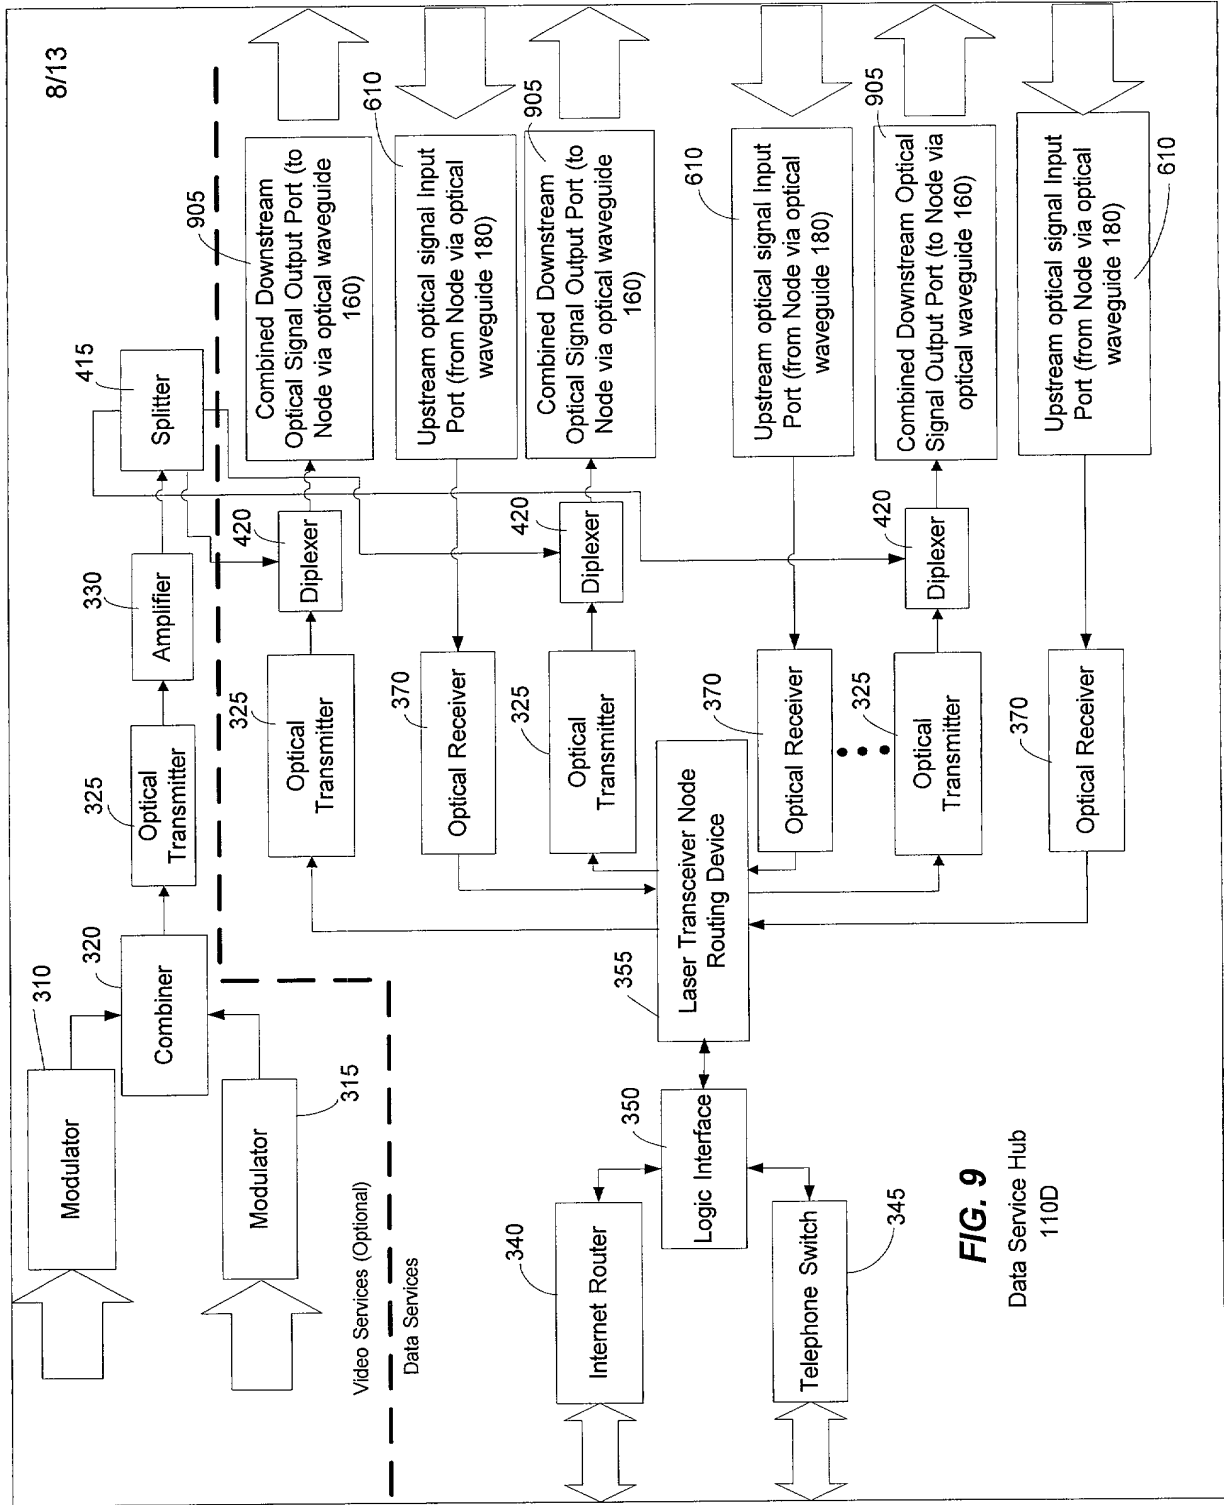 8/13
310
Modulator
320
Combiner
Modulator
315
325
Optical
Transmitter
330
Amplifier
415
Splitter
Video Services (Optional)
Data Services
325
Optical
Transmitter
420
Diplexer
905
Combined Downstream
Optical Signal Output Port (to
Node via optical waveguide
160)
370
Optical Receiver
610
Upstream optical signal Input
Port (from Node via optical
waveguide 180)
325
Optical
Transmitter
420
Diplexer
905
Combined Downstream
Optical Signal Output Port (to
Node via optical waveguide
160)
340
Internet Router
350
Logic Interface
355
Laser Transceiver Node
Routing Device
370
Optical Receiver
610
Upstream optical signal Input
Port (from Node via optical
waveguide 180)
345
Telephone Switch
325
Optical
Transmitter
420
Diplexer
905
Combined Downstream Optical
Signal Output Port (to Node via
optical waveguide 160)
370
Optical Receiver
Upstream optical signal Input
Port (from Node via optical
waveguide 180)
610
FIG. 9
Data Service Hub
110D